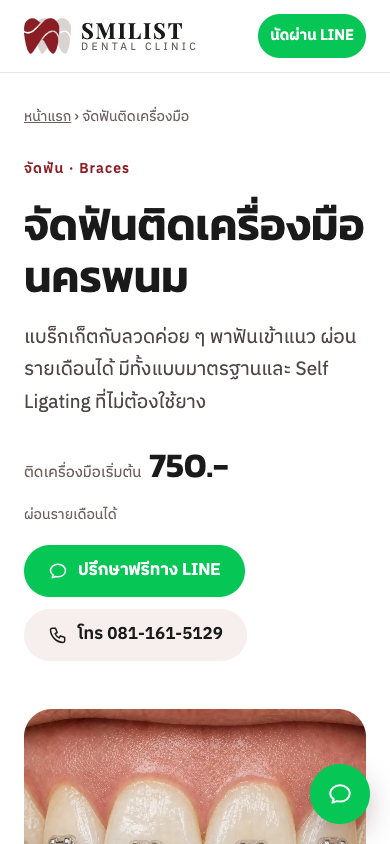 SMILIST
DENTAL CLINIC
นัดผ่าน LINE
หน้าแรก › จัดฟันติดเครื่องมือ
จัดฟัน · Braces
จัดฟันติดเครื่องมือ
นครพนม
แบร็กเก็ตกับลวดค่อย ๆ พาฟันเข้าแนว ผ่อน
รายเดือนได้ มีทั้งแบบมาตรฐานและ Self
Ligating ที่ไม่ต้องใช้ยาง
ติดเครื่องมือเริ่มต้น 750.-
ผ่อนรายเดือนได้
ปรึกษาฟรีทาง LINE
โทร 081-161-5129